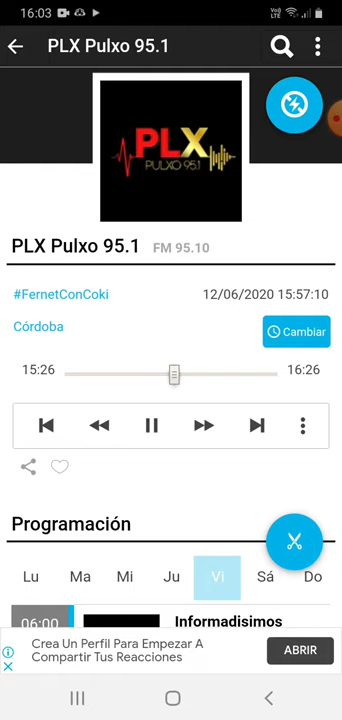 16:03
Vo))
LTE
PLX Pulxo 95.1
PLX
PULXO 95.1
PLX Pulxo 95.1 FM 95.10
#FernetConCoki 12/06/2020 15:57:10
Córdoba Cambiar
15:26 16:26
Programación
Lu Ma Mi Ju Vi Sá Do
06:00 Informadisimos
Crea Un Perfil Para Empezar A
Compartir Tus Reacciones
ABRIR